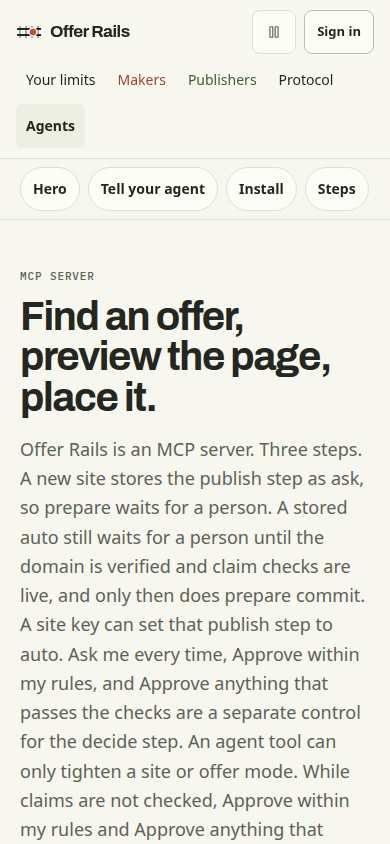 Offer Rails
Sign in
Your limits Makers Publishers Protocol
Agents
Hero Tell your agent Install Steps
MCP SERVER
Find an offer,
preview the page,
place it.
Offer Rails is an MCP server. Three steps.
A new site stores the publish step as ask,
so prepare waits for a person. A stored
auto still waits for a person until the
domain is verified and claim checks are
live, and only then does prepare commit.
A site key can set that publish step to
auto. Ask me every time, Approve within
my rules, and Approve anything that
passes the checks are a separate control
for the decide step. An agent tool can
only tighten a site or offer mode. While
claims are not checked, Approve within
my rules and Approve anything that